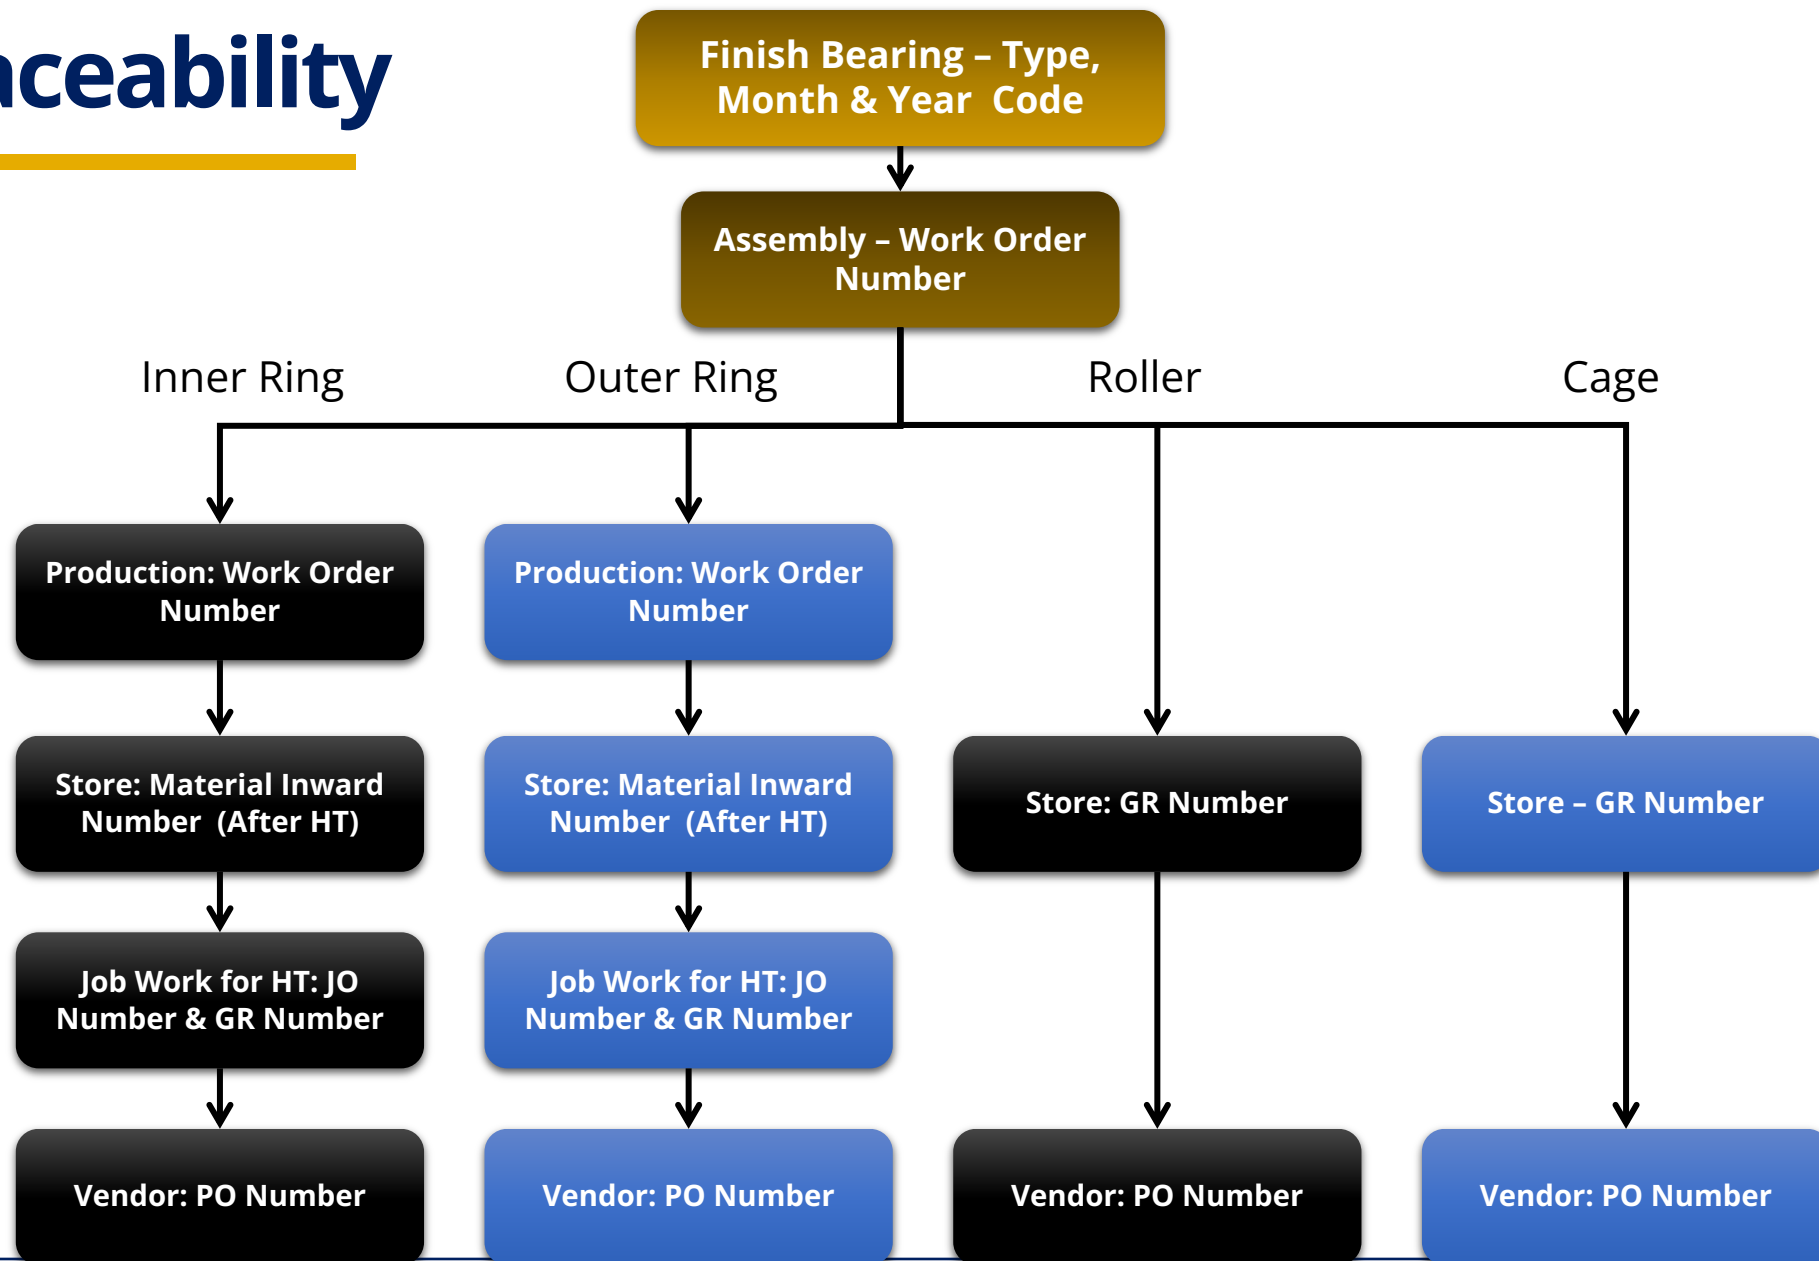 aceability
Finish Bearing – Type,
Month & Year Code
Assembly – Work Order
Number
Inner Ring
Outer Ring
Roller
Cage
Production: Work Order
Number
Production: Work Order
Number
Store: Material Inward
Number (After HT)
Store: Material Inward
Number (After HT)
Store: GR Number
Store – GR Number
Job Work for HT: JO
Number & GR Number
Job Work for HT: JO
Number & GR Number
Vendor: PO Number
Vendor: PO Number
Vendor: PO Number
Vendor: PO Number